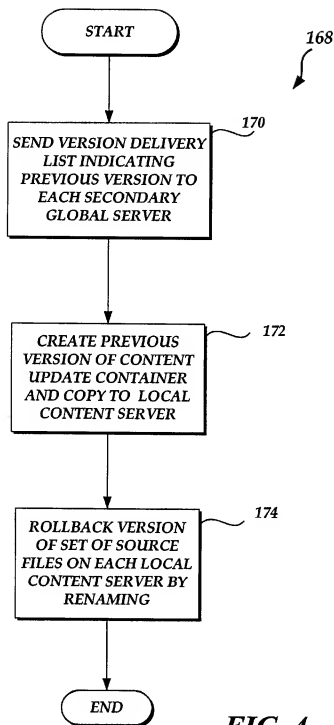 START
168
170
SEND VERSION DELIVERY
LIST INDICATING
PREVIOUS VERSION TO
EACH SECONDARY
GLOBAL SERVER
172
CREATE PREVIOUS
VERSION OF CONTENT
UPDATE CONTAINER
AND COPY TO LOCAL
CONTENT SERVER
174
ROLLBACK VERSION
OF SET OF SOURCE
FILES ON EACH LOCAL
CONTENT SERVER BY
RENAMING
END
FIG. 4